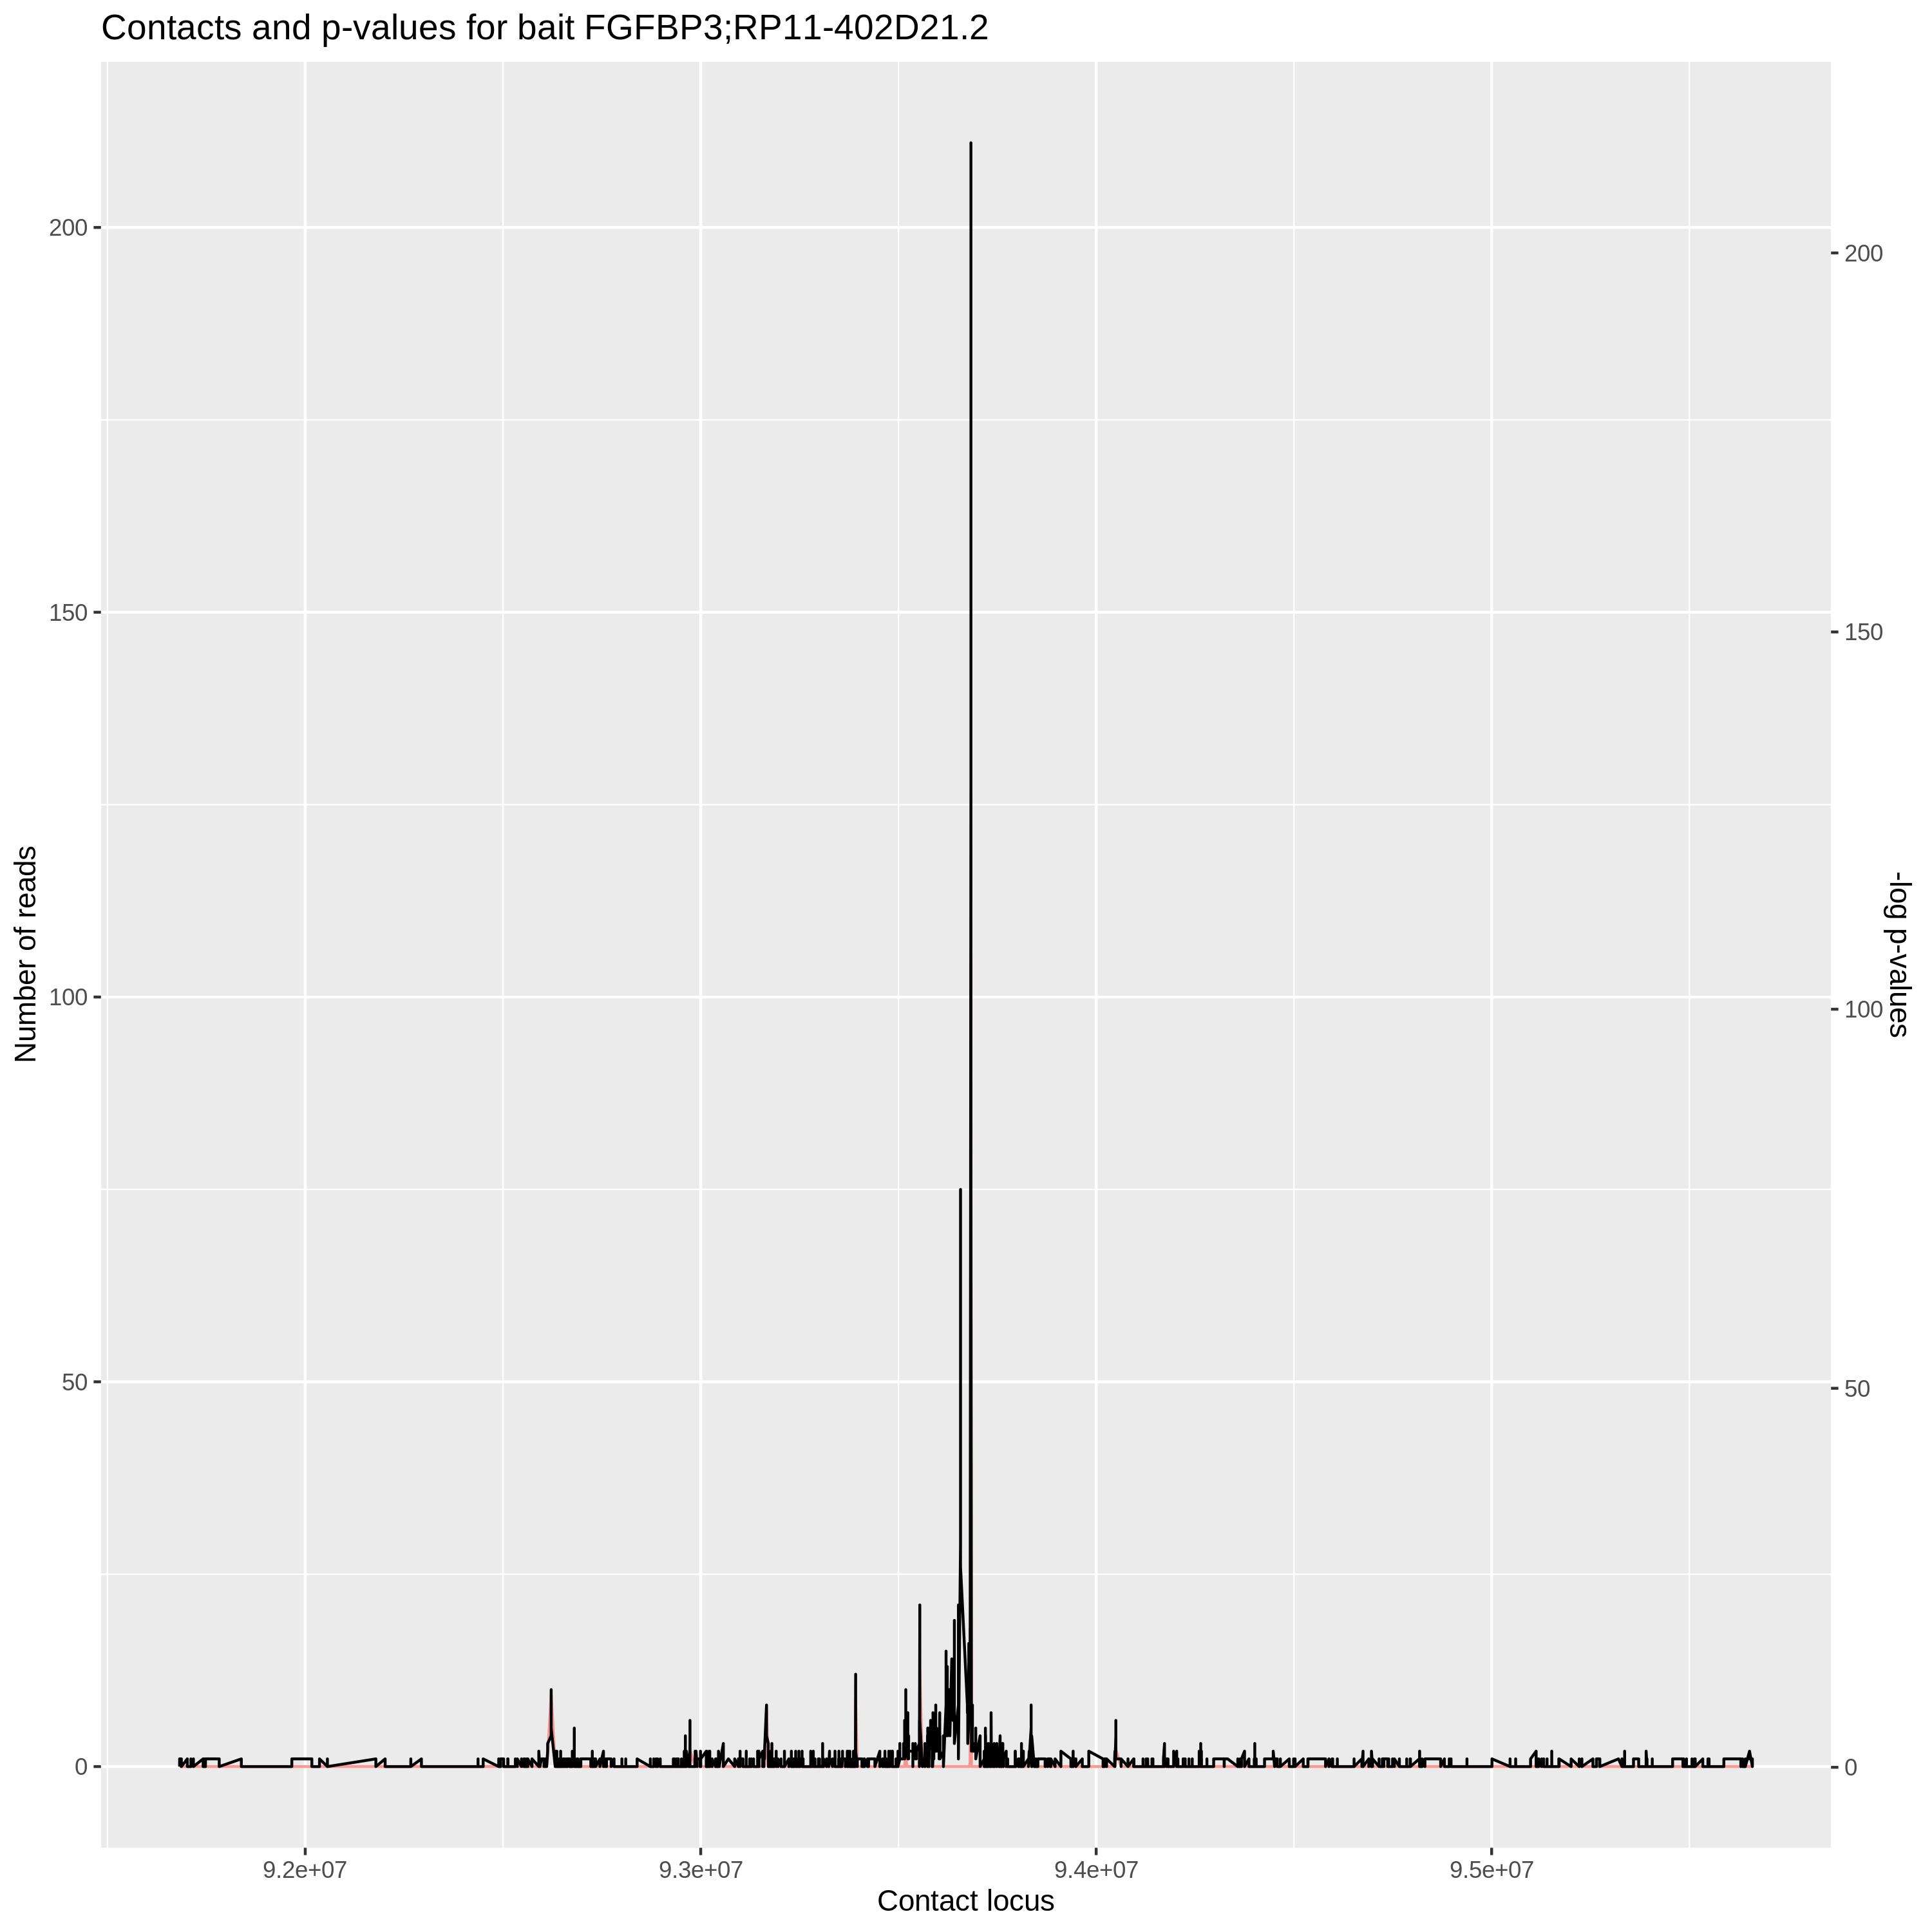 Contacts and p-values for bait FGFBP3;RP11-402D21.2
200
150
100
50
0
Number of reads
200
150
100
50
0
-log p-values
9.2e+07
9.3e+07
9.4e+07
9.5e+07
Contact locus